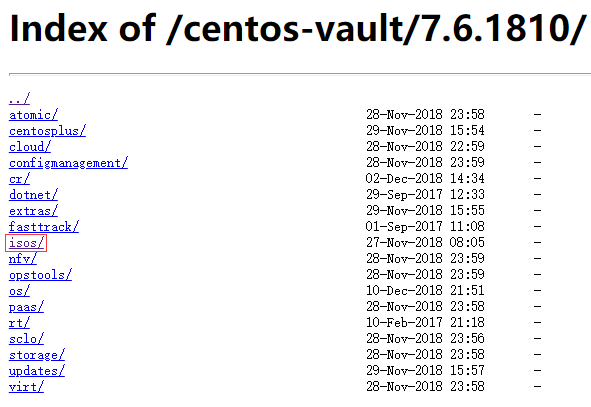 Index of /centos-vault/7.6.1810/
../
atomic/ 28-Nov-2018 23:58 -
centosplus/ 29-Nov-2018 15:54 -
cloud/ 28-Nov-2018 22:59 -
configmanagement/ 28-Nov-2018 23:59 -
cr/ 02-Dec-2018 14:34 -
dotnet/ 29-Sep-2017 12:33 -
extras/ 29-Nov-2018 15:55 -
fasttrack/ 01-Sep-2017 11:08 -
isos/ 27-Nov-2018 08:05 -
nfv/ 28-Nov-2018 23:59 -
opstools/ 28-Nov-2018 23:59 -
os/ 10-Dec-2018 21:51 -
paas/ 28-Nov-2018 23:58 -
rt/ 10-Feb-2017 21:18 -
sclo/ 28-Nov-2018 23:56 -
storage/ 28-Nov-2018 23:58 -
updates/ 29-Nov-2018 15:57 -
virt/ 28-Nov-2018 23:58 -